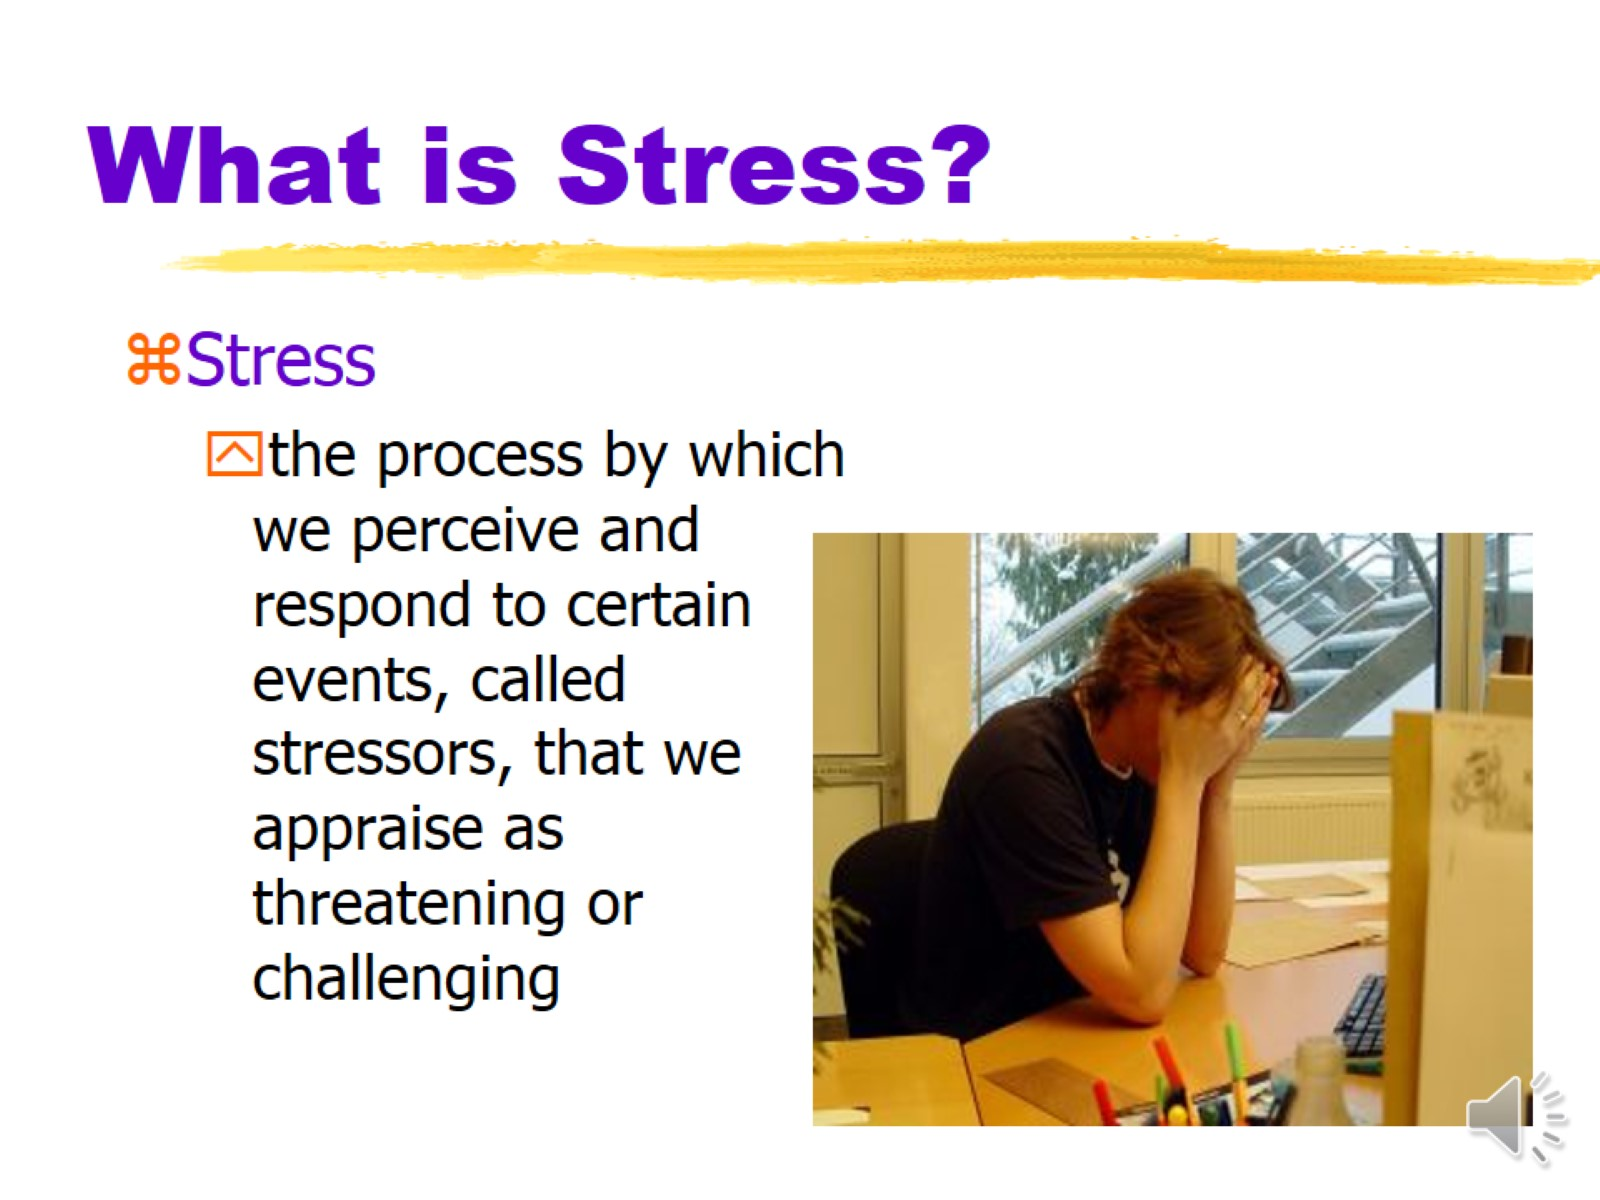 What is Stress?
⌘Stress
the process by which
we perceive and
respond to certain
events, called
stressors, that we
appraise as
threatening or
challenging